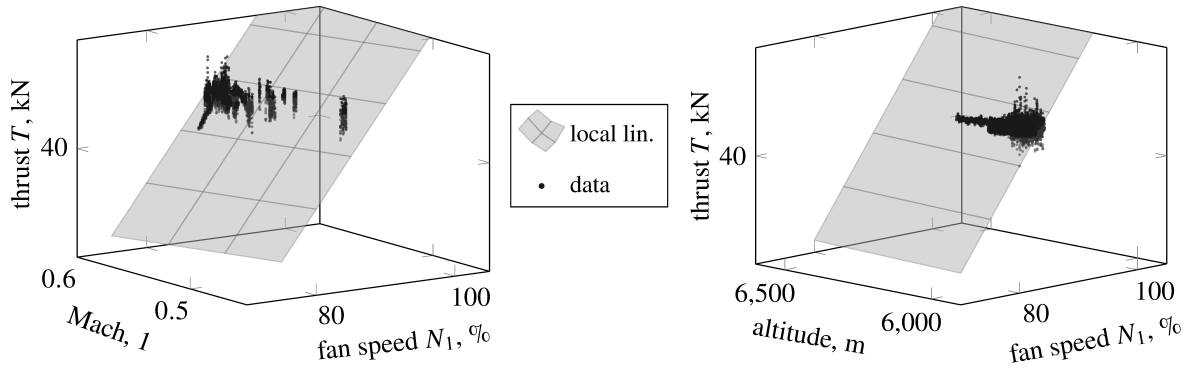 thrust T, kN
40
0.6
0.5
Mach, 1
80
100
fan speed N₁, %
local lin.
data
thrust T, kN
40
6,500
6,000
altitude, m
80
100
fan speed N₁, %